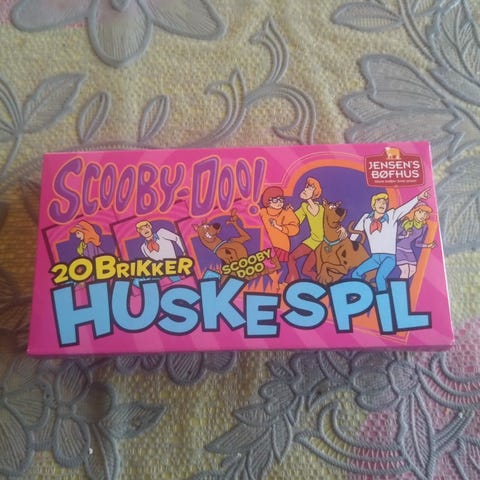 SCOOBY-DOO!
JENSEN'S
BØFHUS
20 BRIKKER
SCOOBY
DOO
HUSKESPIL